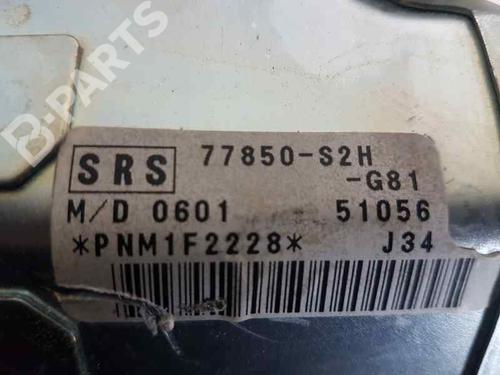 B-PARTS
SRS 77850-S2H
-G81
M/D 0601 51056
*PNM1F2228* J34